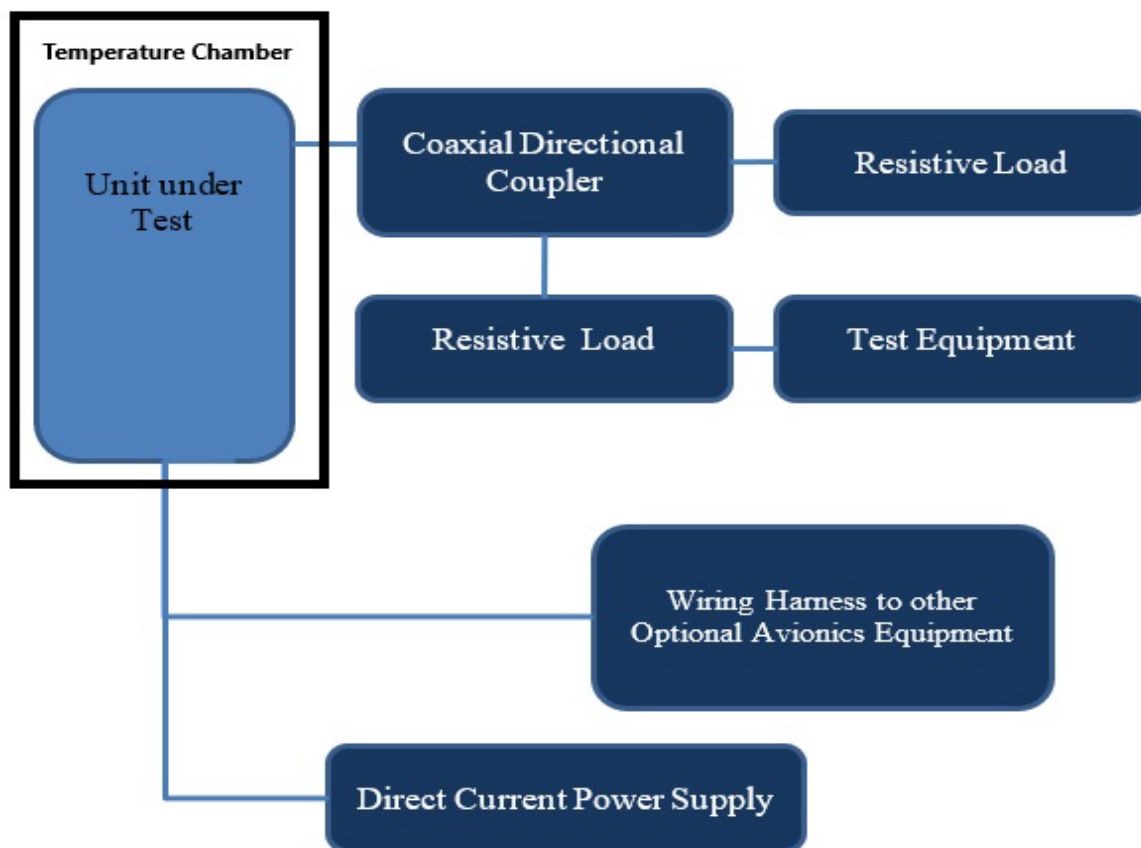 Temperature Chamber
Unit under
Test
Coaxial Directional
Coupler
Resistive Load
Resistive Load
Test Equipment
Wiring Harness to other
Optional Avionics Equipment
Direct Current Power Supply